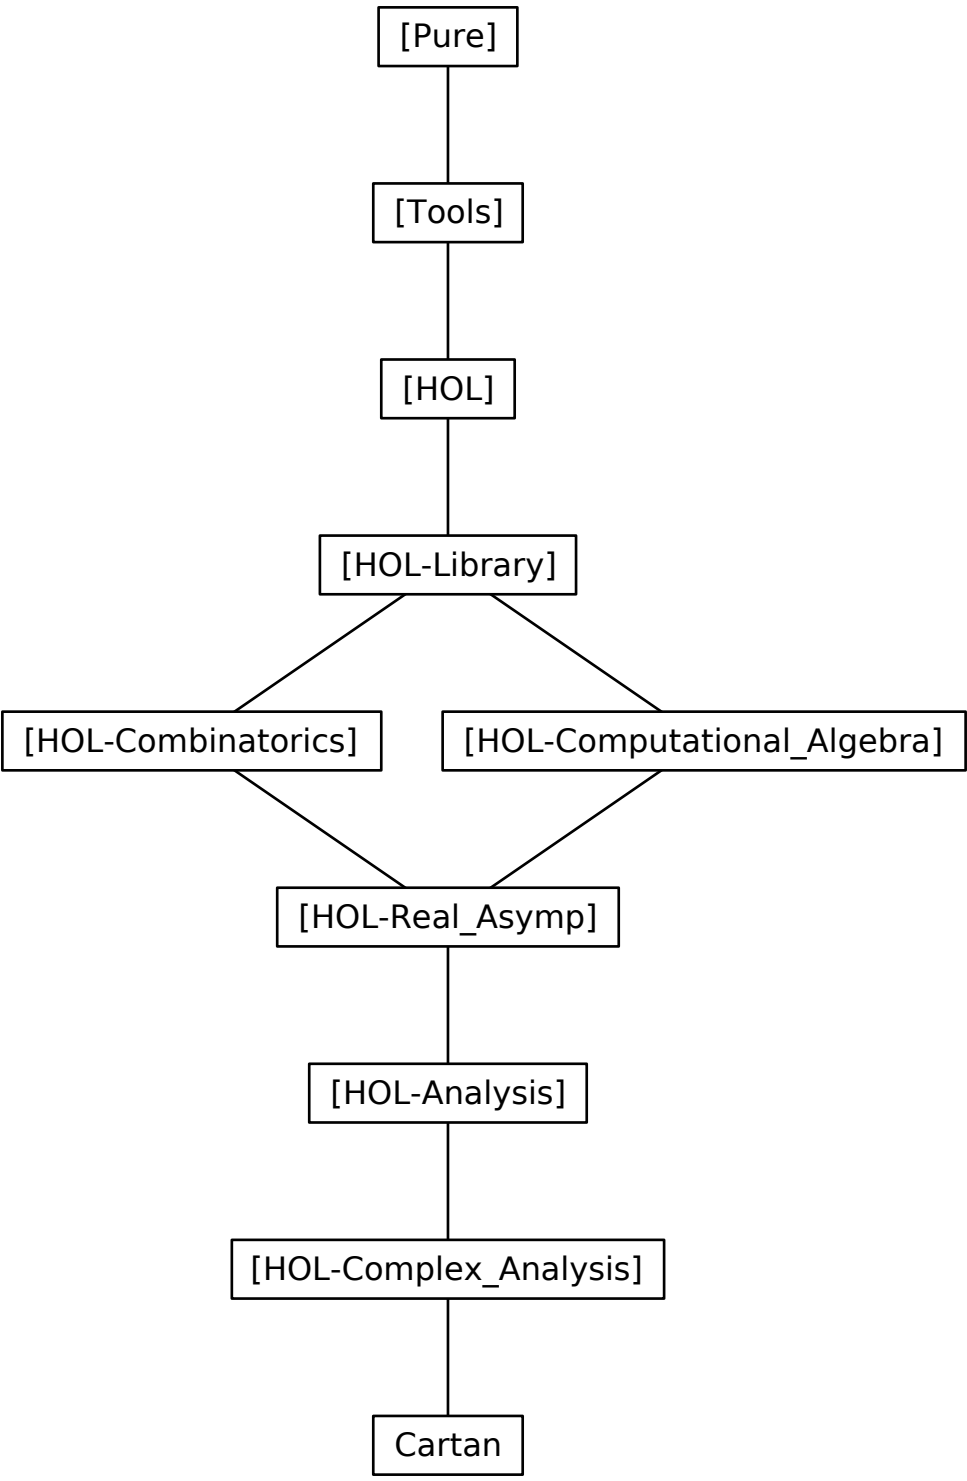 [Pure]
[Tools]
[HOL]
[HOL-Library]
[HOL-Combinatorics]
[HOL-Computational_Algebra]
[HOL-Real_Asymp]
[HOL-Analysis]
[HOL-Complex_Analysis]
Cartan